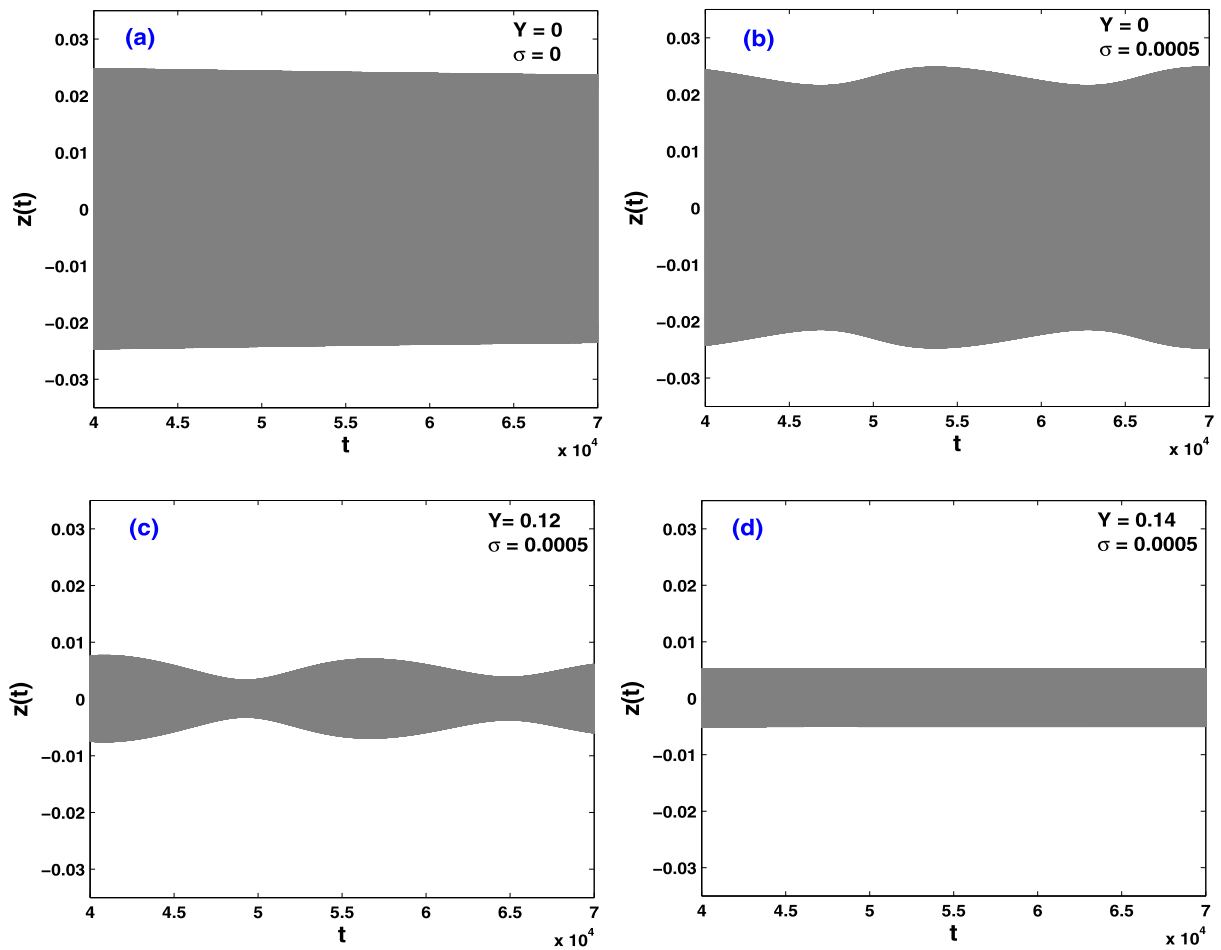 (a)
Y = 0
σ = 0
0.03
0.02
0.01
0
−0.01
−0.02
−0.03
z(t)
4 4.5 5 5.5 6 6.5 7
t
x 10^4
(b)
Y = 0
σ = 0.0005
0.03
0.02
0.01
0
−0.01
−0.02
−0.03
z(t)
4 4.5 5 5.5 6 6.5 7
t
x 10^4
(c)
Y= 0.12
σ = 0.0005
0.03
0.02
0.01
0
−0.01
−0.02
−0.03
z(t)
4 4.5 5 5.5 6 6.5 7
t
x 10^4
(d)
Y = 0.14
σ = 0.0005
0.03
0.02
0.01
0
−0.01
−0.02
−0.03
z(t)
4 4.5 5 5.5 6 6.5 7
t
x 10^4